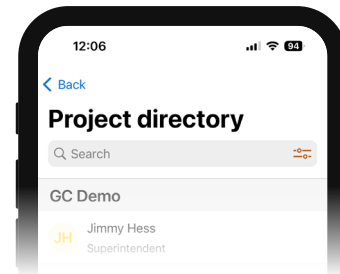 12:06
94
Back
Project directory
Search
GC Demo
JH
Jimmy Hess
Superintendent